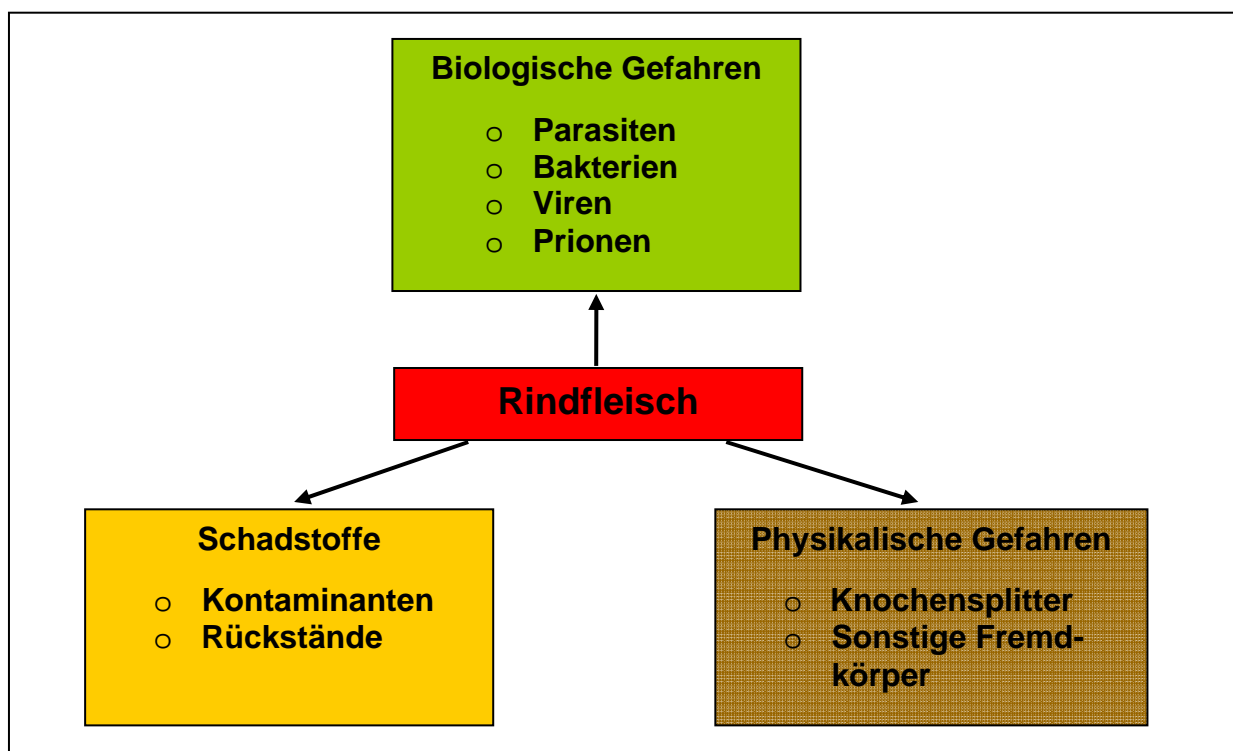 Biologische Gefahren
o Parasiten
o Bakterien
o Viren
o Prionen
Rindfleisch
Schadstoffe
o Kontaminanten
o Rückstände
Physikalische Gefahren
o Knochensplitter
o Sonstige Fremd-
körper